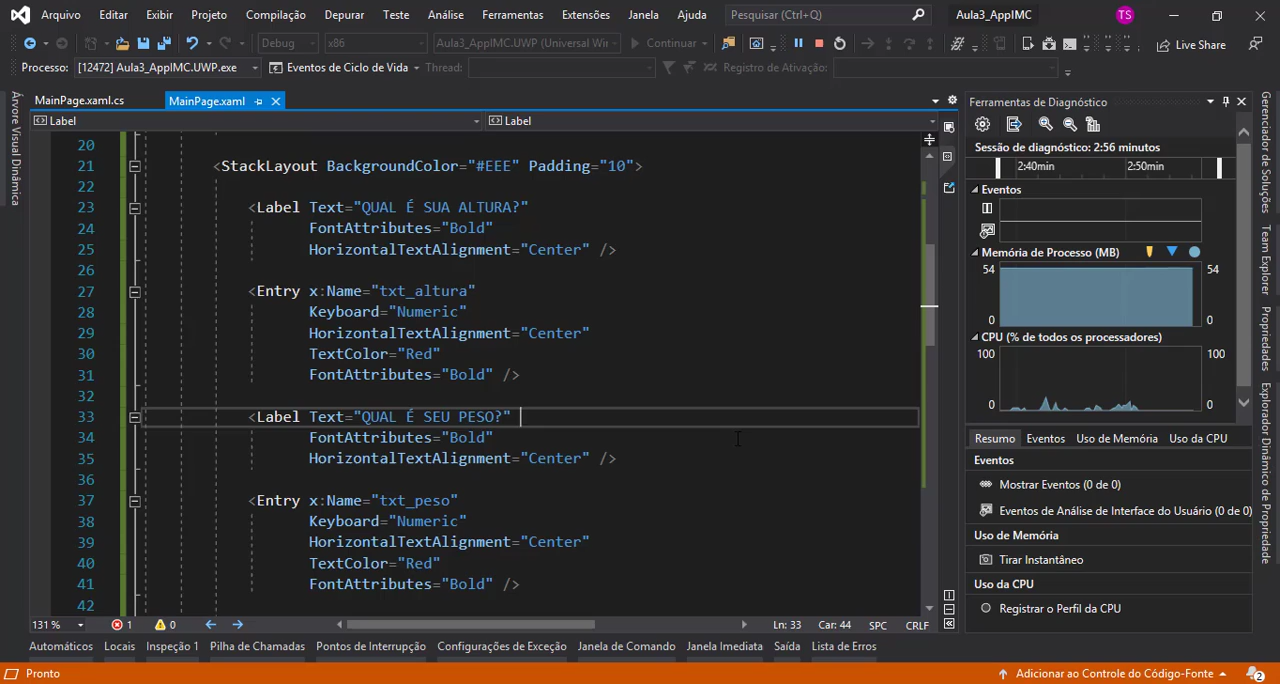 Arquivo Editar Exibir Projeto Compilação Depurar Teste Análise Ferramentas Extensões Janela Ajuda Pesquisar (Ctrl+Q) Aula3_AppIMC TS
Debug x86 Aula3_AppIMC.UWP (Universal Win Continuar Live Share
Processo: [12472] Aula3_AppIMC.UWP.exe Eventos de Ciclo de Vida Thread: Registro de Ativação:
Árvore Visual Dinâmica
MainPage.xaml.cs MainPage.xaml
Label Label
20
21 <StackLayout BackgroundColor="#EEE" Padding="10">
22
23 <Label Text="QUAL É SUA ALTURA?"
24 FontAttributes="Bold"
25 HorizontalTextAlignment="Center" />
26
27 <Entry x:Name="txt_altura"
28 Keyboard="Numeric"
29 HorizontalTextAlignment="Center"
30 TextColor="Red"
31 FontAttributes="Bold" />
32
33 <Label Text="QUAL É SEU PESO?"
34 FontAttributes="Bold"
35 HorizontalTextAlignment="Center" />
36
37 <Entry x:Name="txt_peso"
38 Keyboard="Numeric"
39 HorizontalTextAlignment="Center"
40 TextColor="Red"
41 FontAttributes="Bold" />
42
131 % 1 0 Ln: 33 Car: 44 SPC CRLF
Ferramentas de Diagnóstico
Sessão de diagnóstico: 2:56 minutos
2:40min 2:50min
Eventos
Memória de Processo (MB)
54 54
0 0
CPU (% de todos os processadores)
100 100
0 0
Resumo Eventos Uso de Memória Uso da CPU
Eventos
Mostrar Eventos (0 de 0)
Eventos de Análise de Interface do Usuário (0 de 0)
Uso de Memória
Tirar Instantâneo
Uso da CPU
Registrar o Perfil da CPU
Gerenciador de Soluções
Team Explorer
Propriedades
Explorador Dinâmico de Propriedade
Automáticos Locais Inspeção 1 Pilha de Chamadas Pontos de Interrupção Configurações de Exceção Janela de Comando Janela Imediata Saída Lista de Erros
Pronto Adicionar ao Controle do Código-Fonte 2